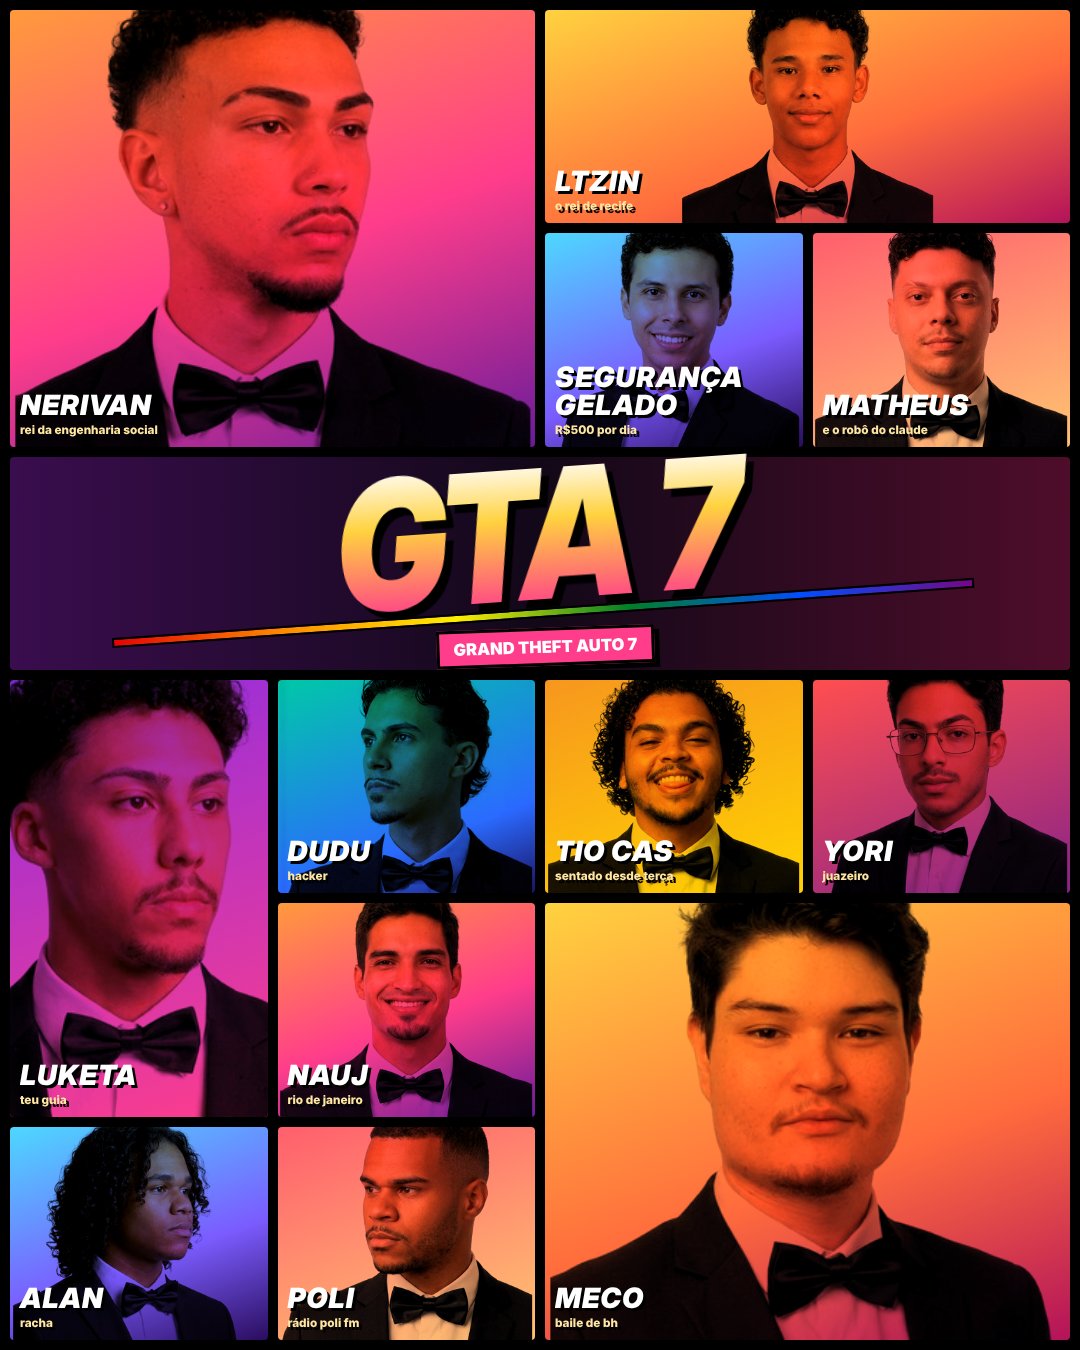 LTZIN
o rei de recife
SEGURANÇA
GELADO
R$500 por dia
NERIVAN
rei da engenharia social
MATHEUS
e o robô do claude
GTA 7
GRAND THEFT AUTO 7
DUDU
hacker
TIO CAS
sentado desde terça
YORI
juazeiro
LUKETA
teu guia
NAUJ
rio de janeiro
ALAN
racha
POLI
rádio poli fm
MECO
baile de bh